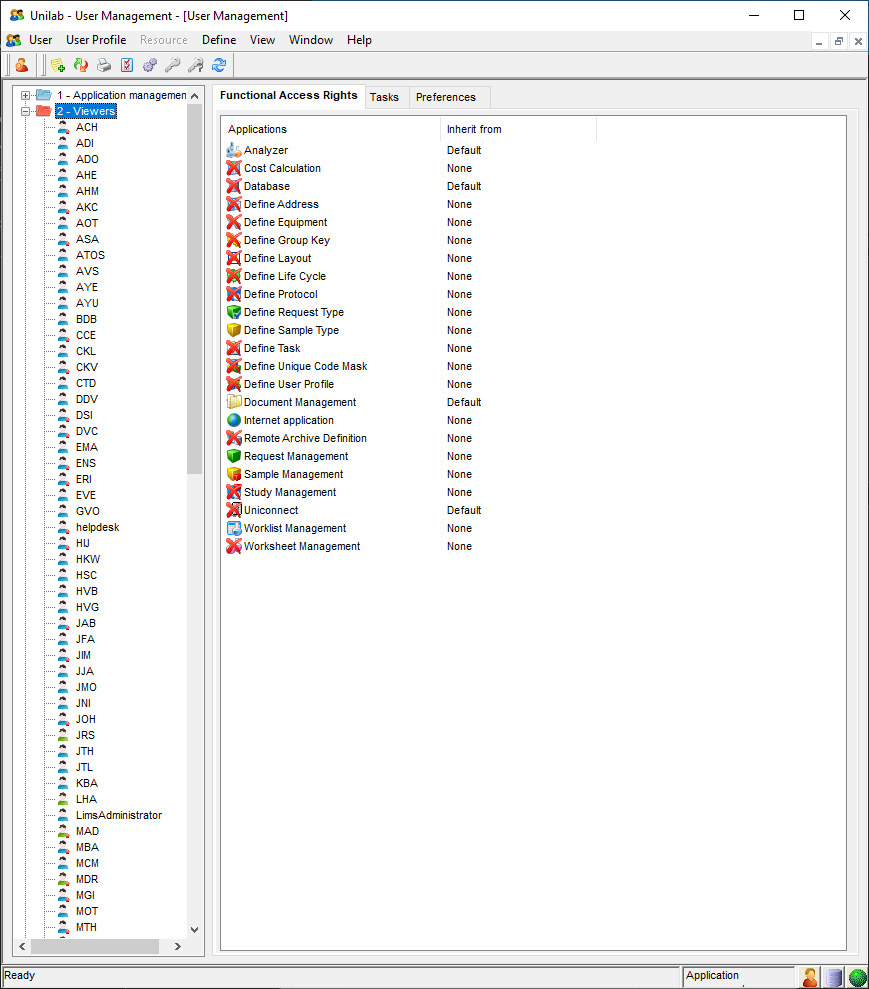 Unilab - User Management - [User Management]
User User Profile Resource Define View Window Help
1 - Application managemen
2 - Viewers
ACH
ADI
ADO
AHE
AHM
AKC
AOT
ASA
ATOS
AVS
AYE
AYU
BDB
CCE
CKL
CKV
CTD
DDV
DSI
DVC
EMA
ENS
ERI
EVE
GVO
helpdesk
HIJ
HKW
HSC
HVB
HVG
JAB
JFA
JIM
JJA
JMO
JNI
JOH
JRS
JTH
JTL
KBA
LHA
LimsAdministrator
MAD
MBA
MCM
MDR
MGI
MOT
MTH
Functional Access Rights Tasks Preferences
Applications Inherit from
Analyzer Default
Cost Calculation None
Database Default
Define Address None
Define Equipment None
Define Group Key None
Define Layout None
Define Life Cycle None
Define Protocol None
Define Request Type None
Define Sample Type None
Define Task None
Define Unique Code Mask None
Define User Profile None
Document Management Default
Internet application None
Remote Archive Definition None
Request Management None
Sample Management None
Study Management None
Uniconnect Default
Worklist Management None
Worksheet Management None
Ready
Application